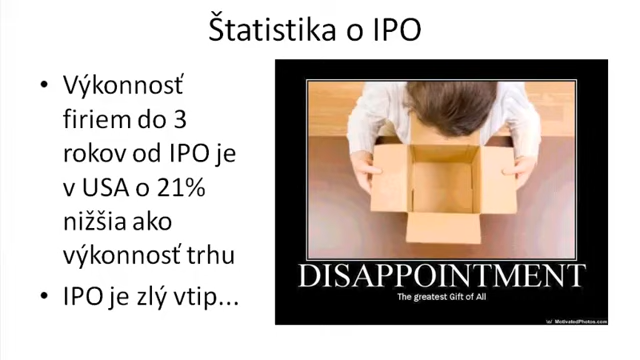 Štatistika o IPO
• Výkonnosť
firiem do 3
rokov od IPO je
v USA o 21%
nižšia ako
výkonnosť trhu
• IPO je zlý vtip...
DISAPPOINTMENT
The greatest Gift of All
MotivatedPhotos.com